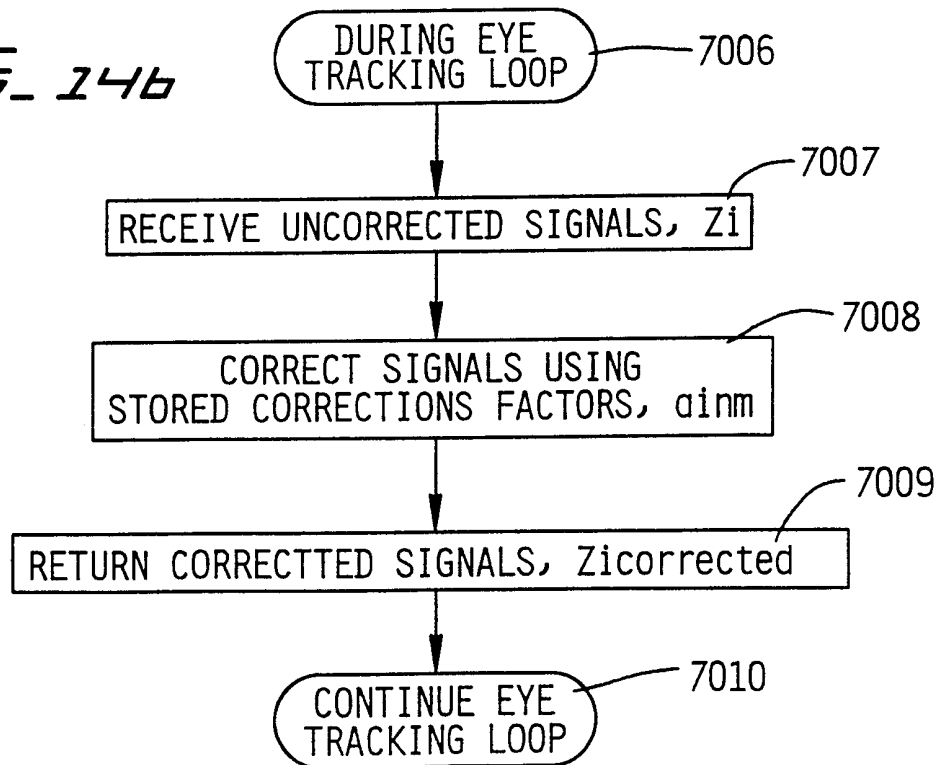 14b
DURING EYE
TRACKING LOOP
7006
7007
RECEIVE UNCORRECTED SIGNALS, Zi
7008
CORRECT SIGNALS USING
STORED CORRECTIONS FACTORS, ainm
7009
RETURN CORRECTTED SIGNALS, Zicorrected
7010
CONTINUE EYE
TRACKING LOOP